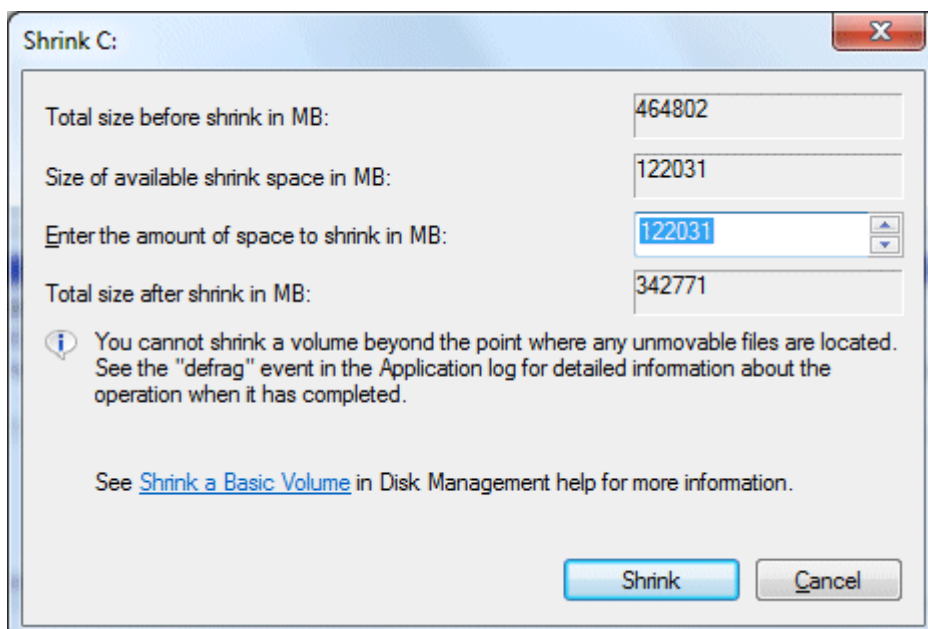 Shrink C:
Total size before shrink in MB: 464802
Size of available shrink space in MB: 122031
Enter the amount of space to shrink in MB: 122031
Total size after shrink in MB: 342771
You cannot shrink a volume beyond the point where any unmovable files are located.
See the "defrag" event in the Application log for detailed information about the
operation when it has completed.
See Shrink a Basic Volume in Disk Management help for more information.
Shrink Cancel